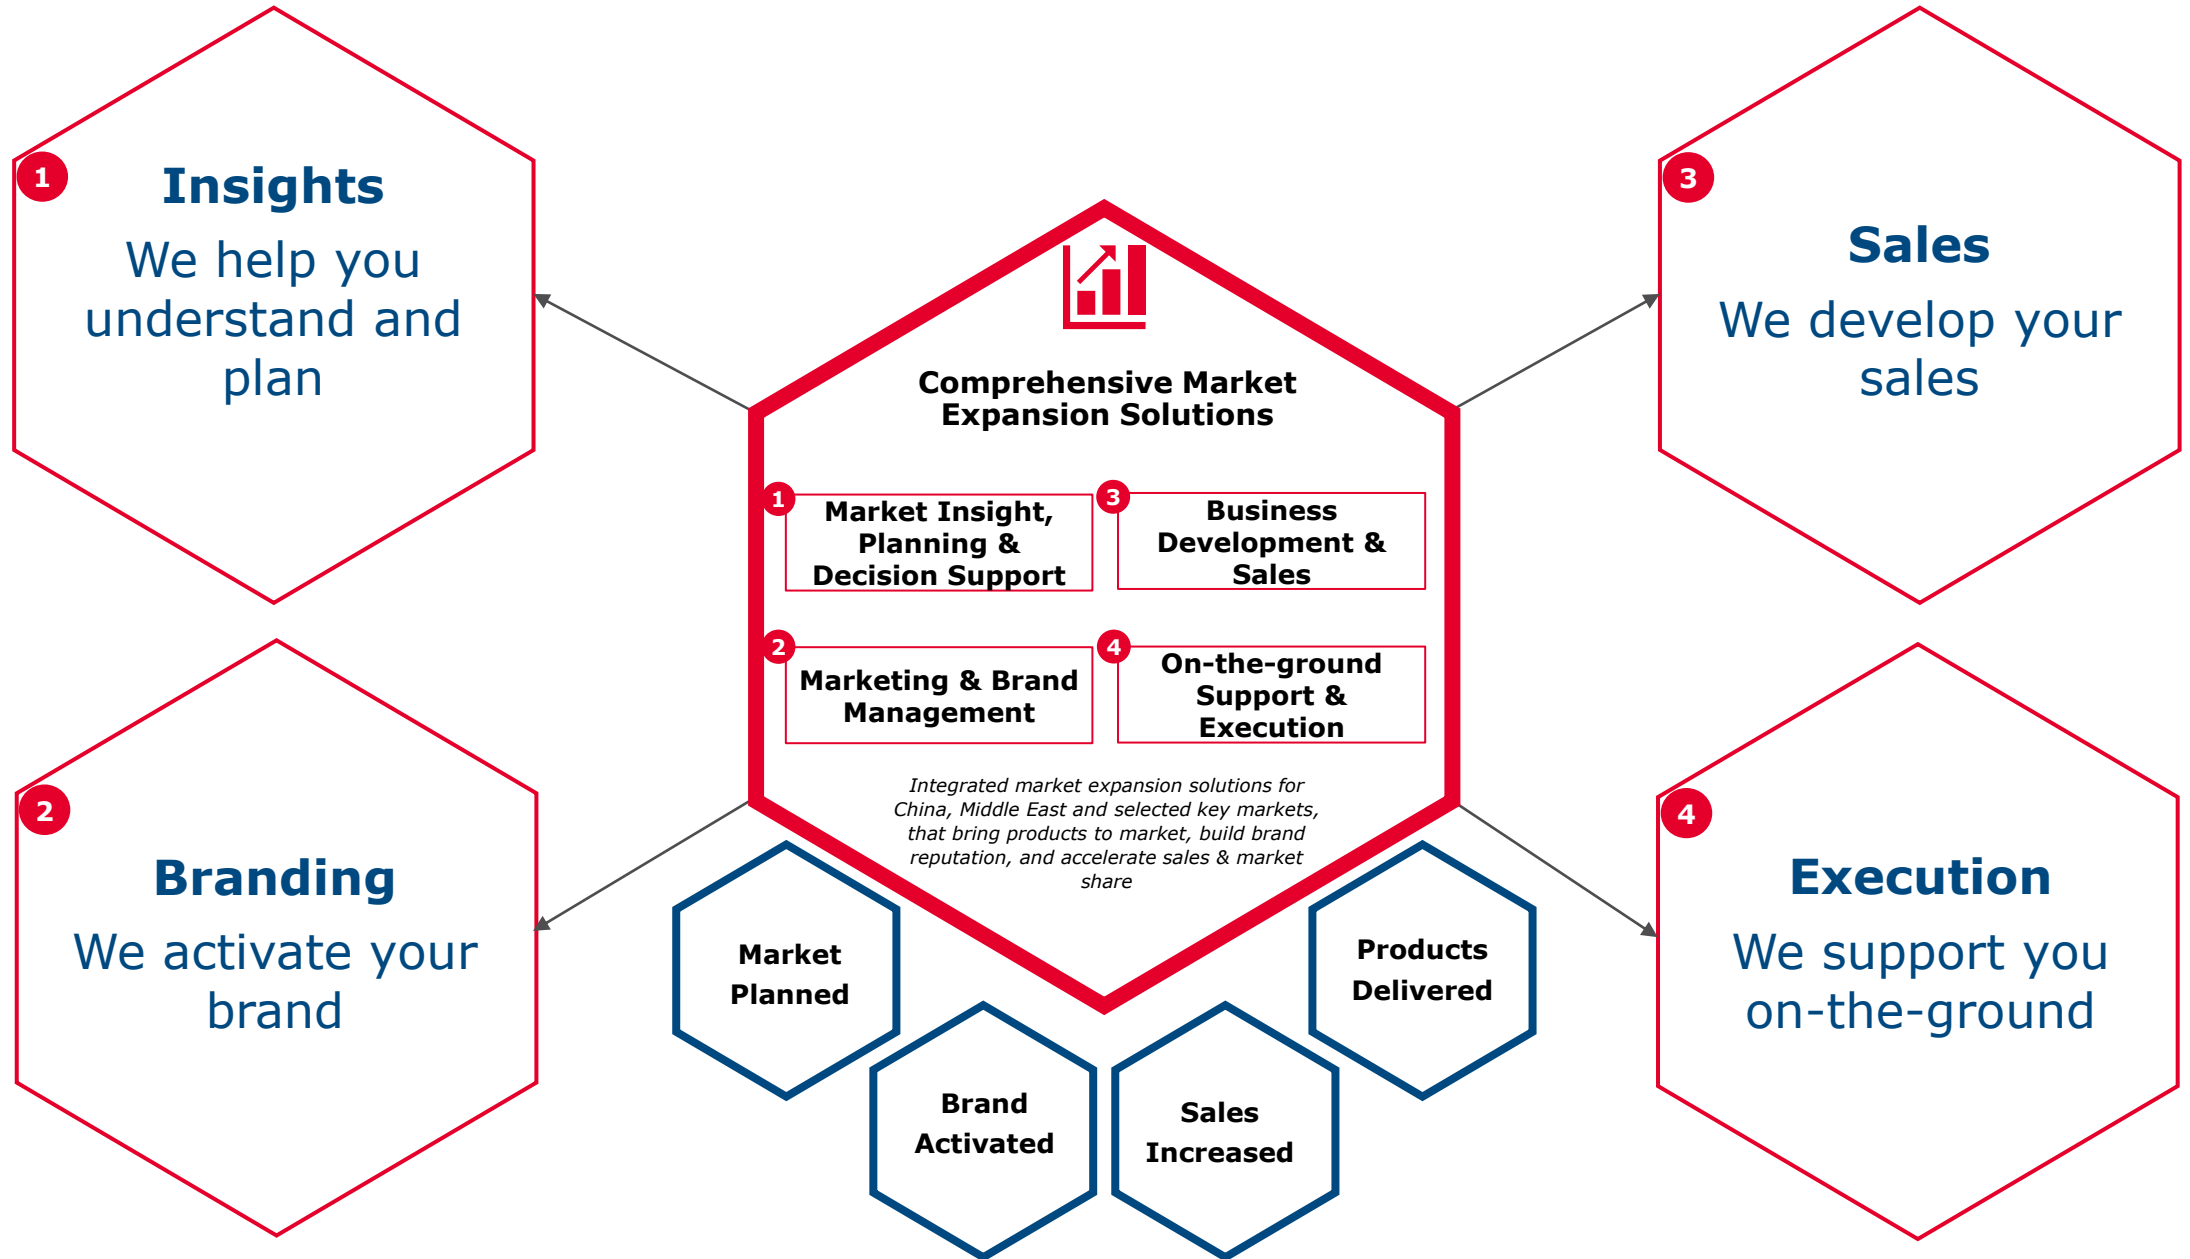 1
Insights
We help you
understand and
plan
2
Branding
We activate your
brand
Comprehensive Market
Expansion Solutions
1
Market Insight,
Planning &
Decision Support
3
Business
Development &
Sales
2
Marketing & Brand
Management
4
On-the-ground
Support &
Execution
Integrated market expansion solutions for
China, Middle East and selected key markets,
that bring products to market, build brand
reputation, and accelerate sales & market
share
Market
Planned
Brand
Activated
Sales
Increased
Products
Delivered
3
Sales
We develop your
sales
4
Execution
We support you
on-the-ground